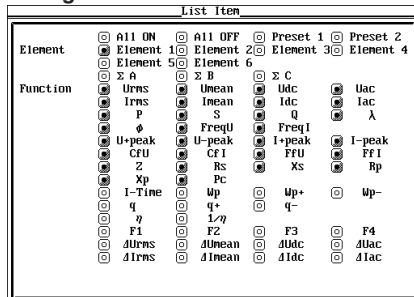 List Item
All ON All OFF Preset 1 Preset 2
Element Element 1 Element 2 Element 3 Element 4
Element 5 Element 6
Σ A Σ B Σ C
Function Urms Umean Udc Uac
Irms Imean Idc Iac
P S Q λ
ϕ FreqU FreqI
U+peak U-peak I+peak I-peak
CfU CfI FfU FfI
Z Rs Xs Rp
Xp Pc
I-Time Wp Wp+ Wp-
q q+ q-
η 1/η
F1 F2 F3 F4
ΔUrms ΔUmean ΔUdc ΔUac
ΔIrms ΔImean ΔIdc ΔIac